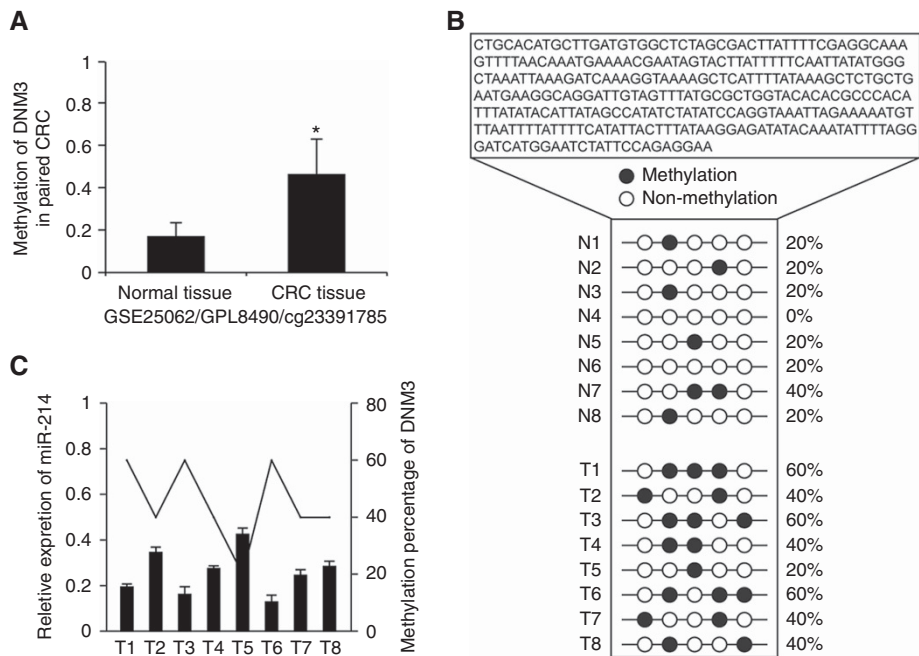 A
Methylation of DNM3
in paired CRC
1
0.8
0.6
0.4
0.2
0
*
Normal tissue
CRC tissue
GSE25062/GPL8490/cg23391785
B
CTGCACATGCTTGATGTGGCTCTAGCGACTTATTTTCGAGGCAAA
GTTTTAACAAATGAAAACGAATAGTACTTATTTTTCAATTATATGGG
CTAAATTAAAGATCAAAGGTAAAAGCTCATTTTATAAAGCTCTGCTG
AATGAAGGCAGGATTGTAGTTTATGCGCTGGTACACACGCCCACA
TTTATATACATTATAGCCATATCTATATCCAGGTAAATTAGAAAAATGT
TTAATTTTATTTTCATATTACTTTATAAGGAGATATACAAATATTTTAGG
GATCATGGAATCTATTCCAGAGGAA
Methylation
Non-methylation
N1 20%
N2 20%
N3 20%
N4 0%
N5 20%
N6 20%
N7 40%
N8 20%
T1 60%
T2 40%
T3 60%
T4 40%
T5 20%
T6 60%
T7 40%
T8 40%
C
Reletive expretion of miR-214
1
0.8
0.6
0.4
0.2
0
80
60
40
20
0
Methylation percentage of DNM3
T1 T2 T3 T4 T5 T6 T7 T8